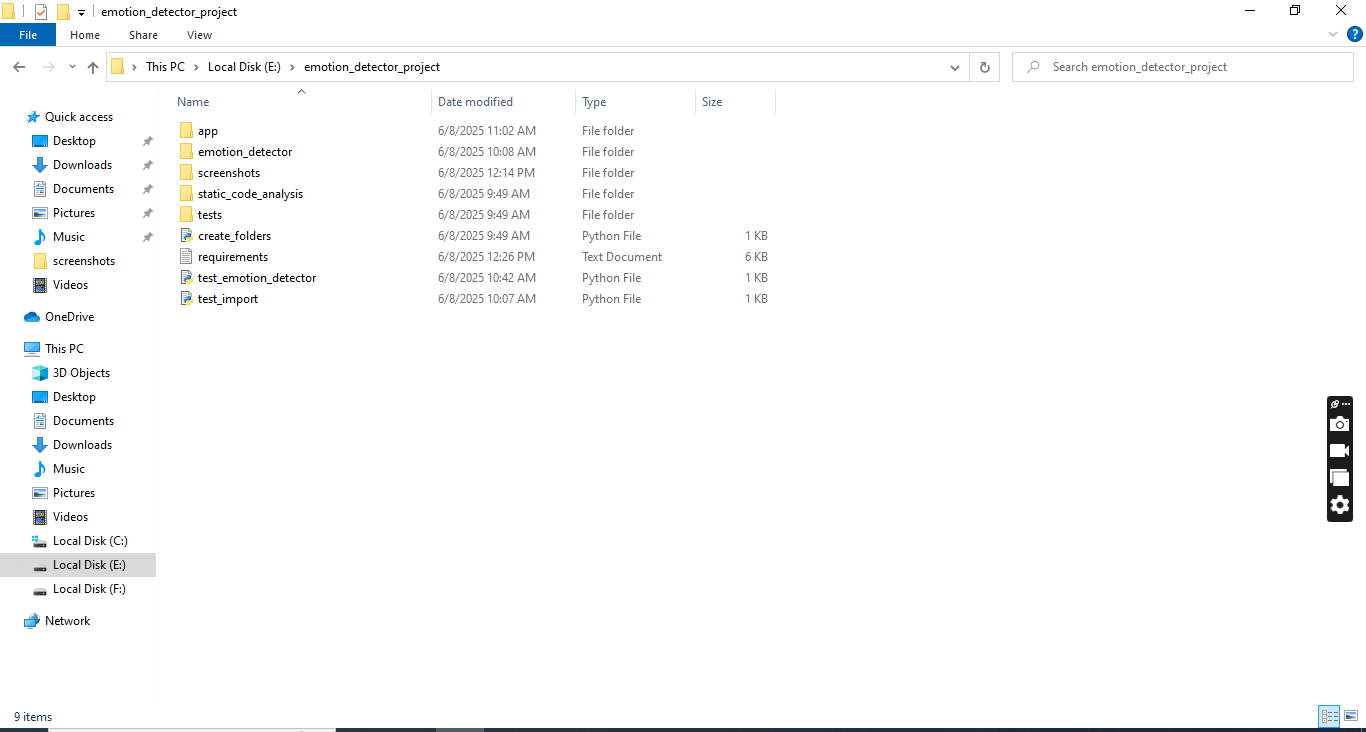 emotion_detector_project
File Home Share View
This PC Local Disk (E:) emotion_detector_project
Search emotion_detector_project
Quick access
Desktop
Downloads
Documents
Pictures
Music
screenshots
Videos
OneDrive
This PC
3D Objects
Desktop
Documents
Downloads
Music
Pictures
Videos
Local Disk (C:)
Local Disk (E:)
Local Disk (F:)
Network
Name Date modified Type Size
app 6/8/2025 11:02 AM File folder
emotion_detector 6/8/2025 10:08 AM File folder
screenshots 6/8/2025 12:14 PM File folder
static_code_analysis 6/8/2025 9:49 AM File folder
tests 6/8/2025 9:49 AM File folder
create_folders 6/8/2025 9:49 AM Python File 1 KB
requirements 6/8/2025 12:26 PM Text Document 6 KB
test_emotion_detector 6/8/2025 10:42 AM Python File 1 KB
test_import 6/8/2025 10:07 AM Python File 1 KB
9 items